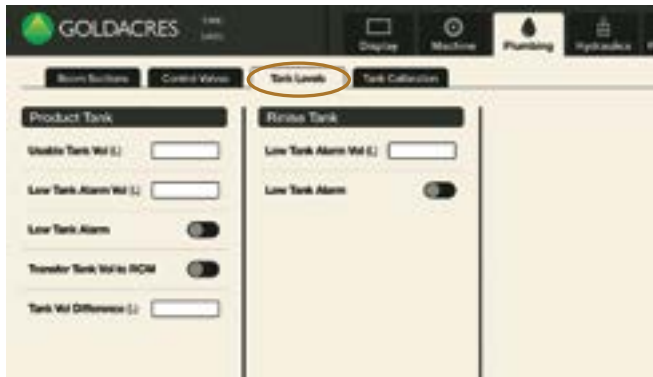 GOLDACRES
Display
Machine
Plumbing
Hydraulics
Boom Sections
Control Valves
Tank Levels
Tank Calibration
Product Tank
Usable Tank Vol (L)
Low Tank Alarm Vol (L)
Low Tank Alarm
Transfer Tank Vol to RCM
Tank Vol Difference (L)
Rinse Tank
Low Tank Alarm Vol (L)
Low Tank Alarm